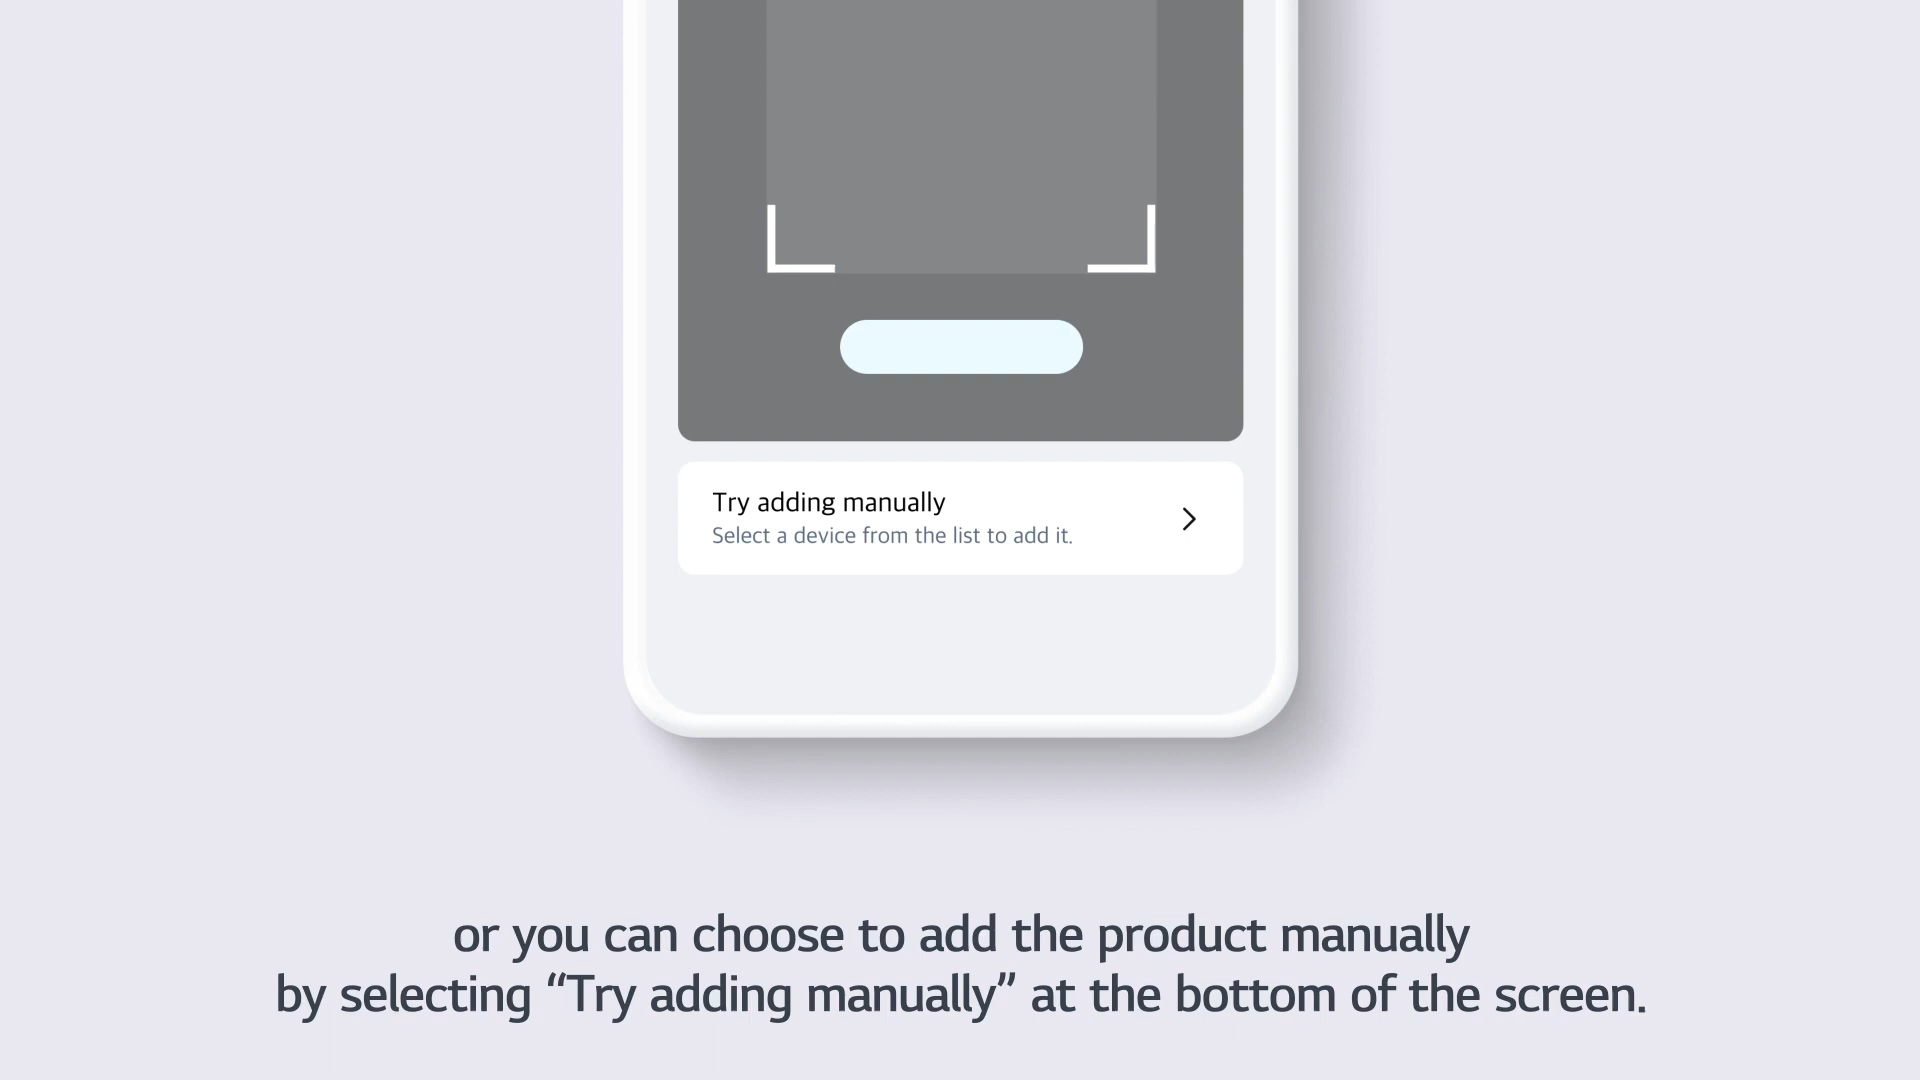 Try adding manually
Select a device from the list to add it.
or you can choose to add the product manually
by selecting “Try adding manually” at the bottom of the screen.